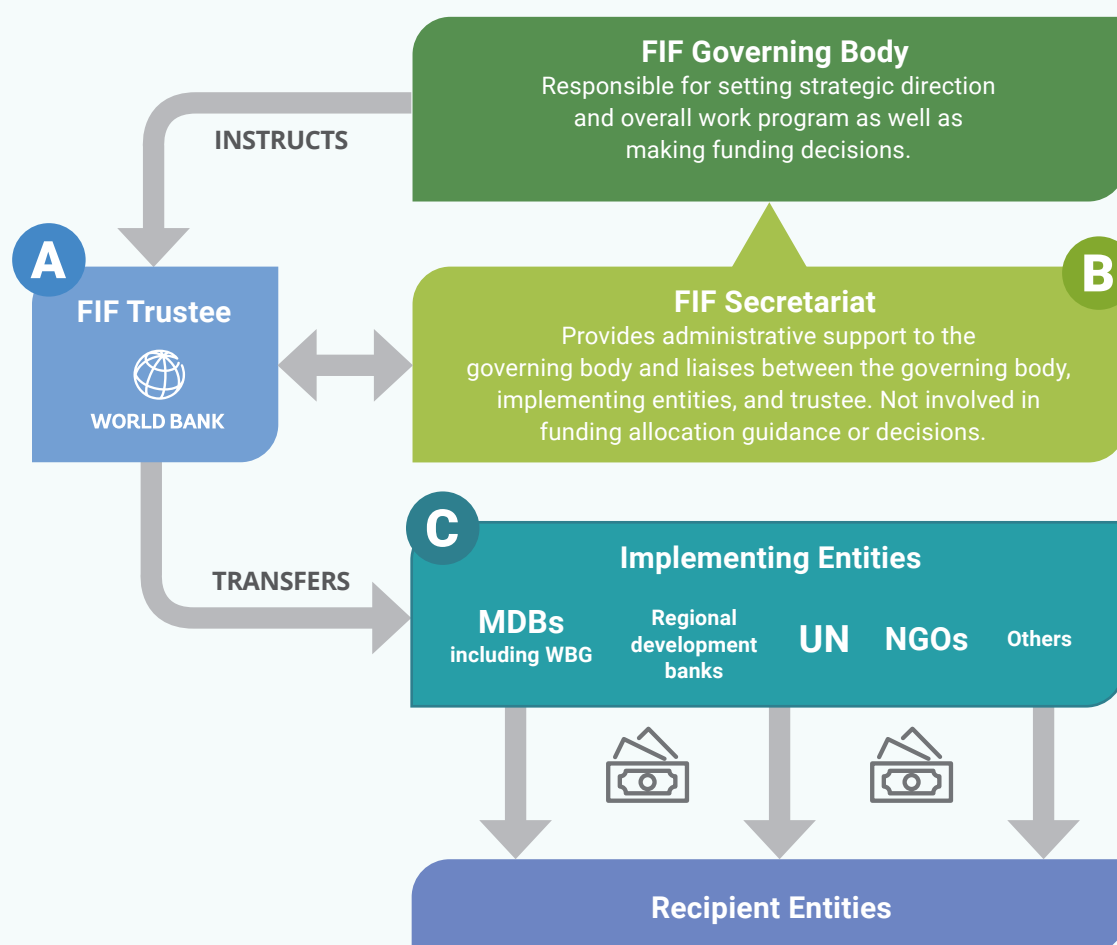 FIF Governing Body
Responsible for setting strategic direction
and overall work program as well as
making funding decisions.
INSTRUCTS
A
FIF Trustee
WORLD BANK
B
FIF Secretariat
Provides administrative support to the
governing body and liaises between the governing body,
implementing entities, and trustee. Not involved in
funding allocation guidance or decisions.
TRANSFERS
C
Implementing Entities
MDBs
including WBG
Regional
development
banks
UN
NGOs
Others
Recipient Entities